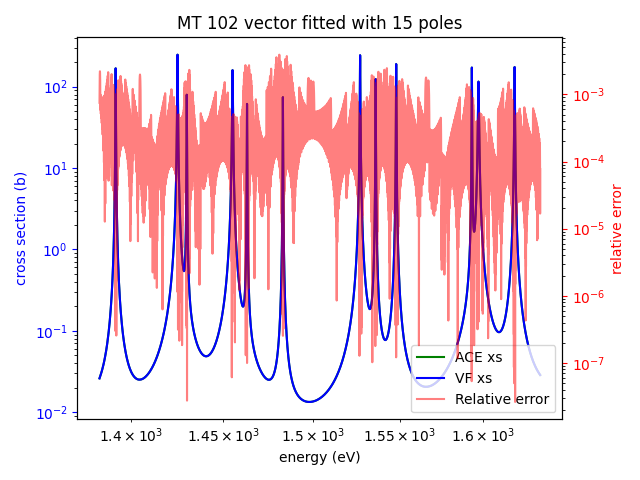 MT 102 vector fitted with 15 poles
10²
10¹
10⁰
10⁻¹
10⁻²
cross section (b)
10⁻³
10⁻⁴
10⁻⁵
10⁻⁶
10⁻⁷
relative error
ACE xs
VF xs
Relative error
1.4 × 10³ 1.45 × 10³ 1.5 × 10³ 1.55 × 10³ 1.6 × 10³
energy (eV)